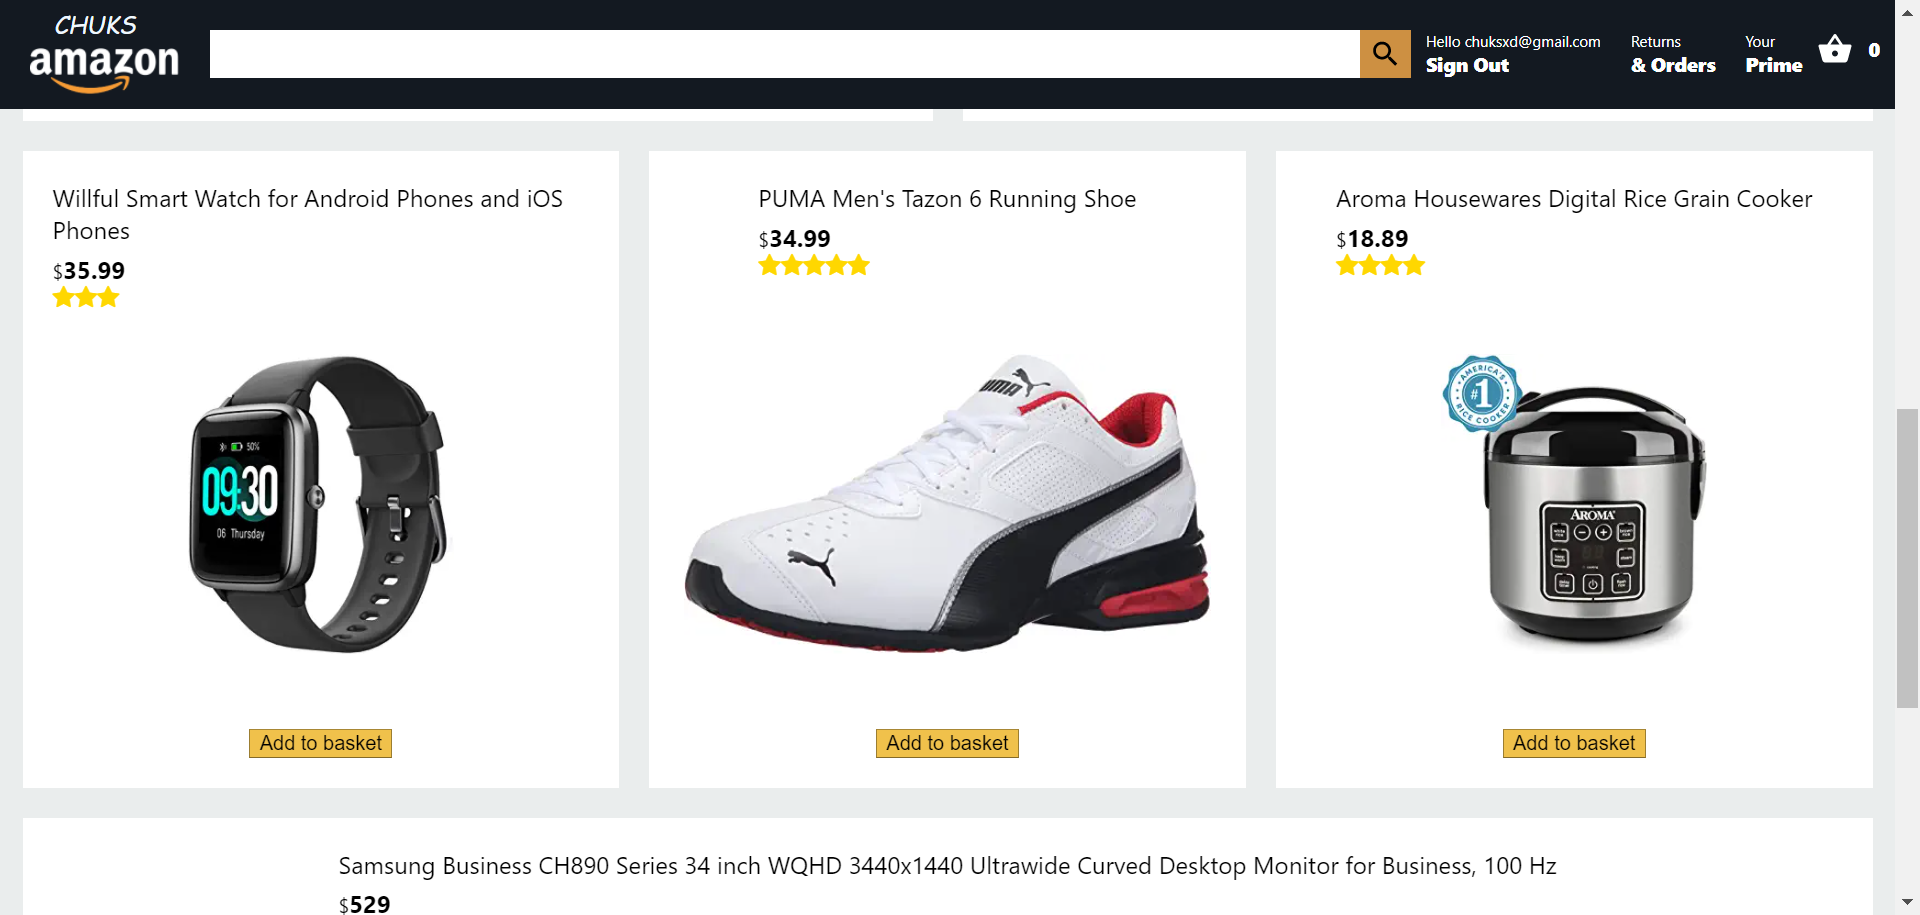 CHUKS
amazon
Hello chuksxd@gmail.com
Sign Out
Returns
& Orders
Your
Prime
0
Willful Smart Watch for Android Phones and iOS
Phones
$35.99
PUMA Men's Tazon 6 Running Shoe
$34.99
Aroma Housewares Digital Rice Grain Cooker
$18.89
50%
09:30
06 Thursday
PUMA
AMERICA'S
#1
RICE COOKER
AROMA
Add to basket
Add to basket
Add to basket
Samsung Business CH890 Series 34 inch WQHD 3440x1440 Ultrawide Curved Desktop Monitor for Business, 100 Hz
$529